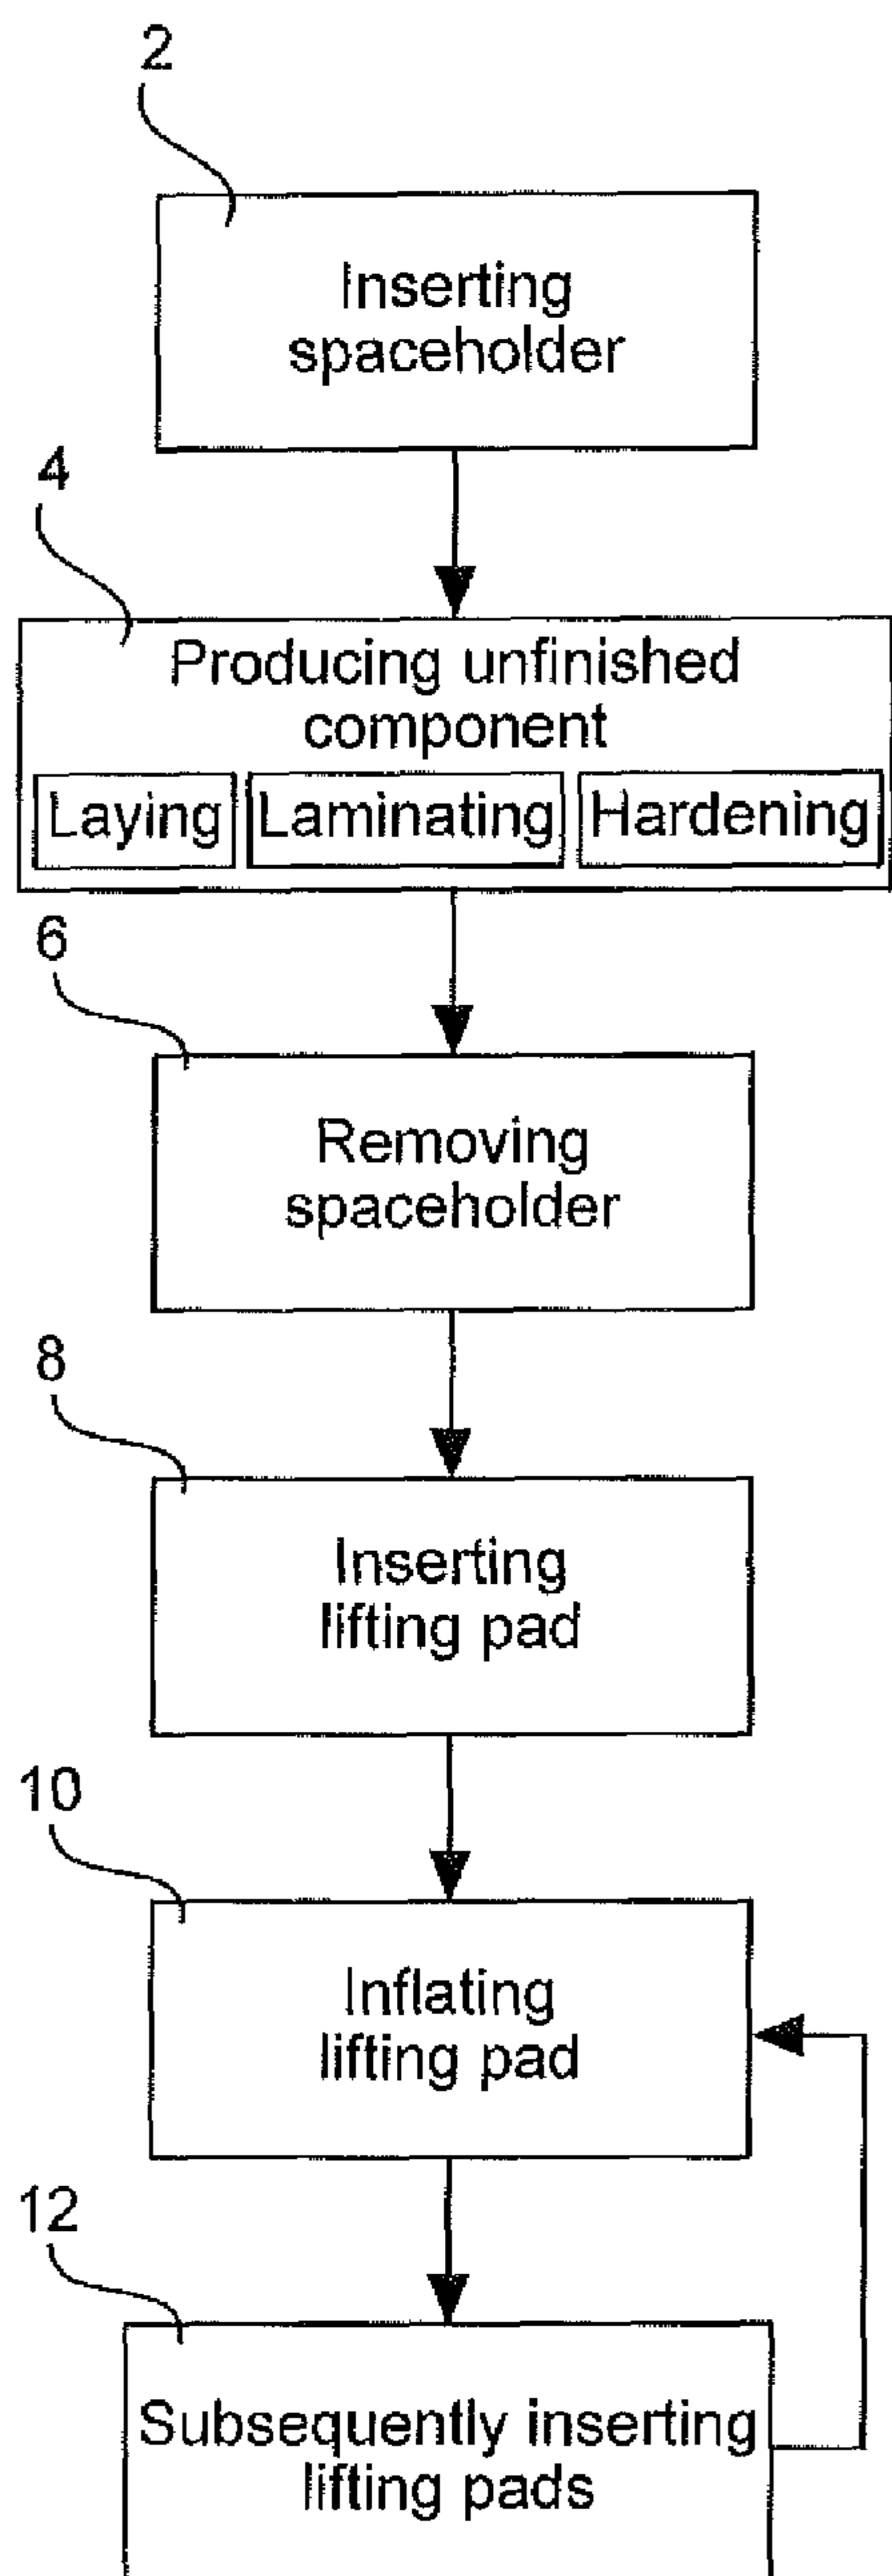 2
Inserting
spaceholder
4
Producing unfinished
component
Laying Laminating Hardening
6
Removing
spaceholder
8
Inserting
lifting pad
10
Inflating
lifting pad
12
Subsequently inserting
lifting pads